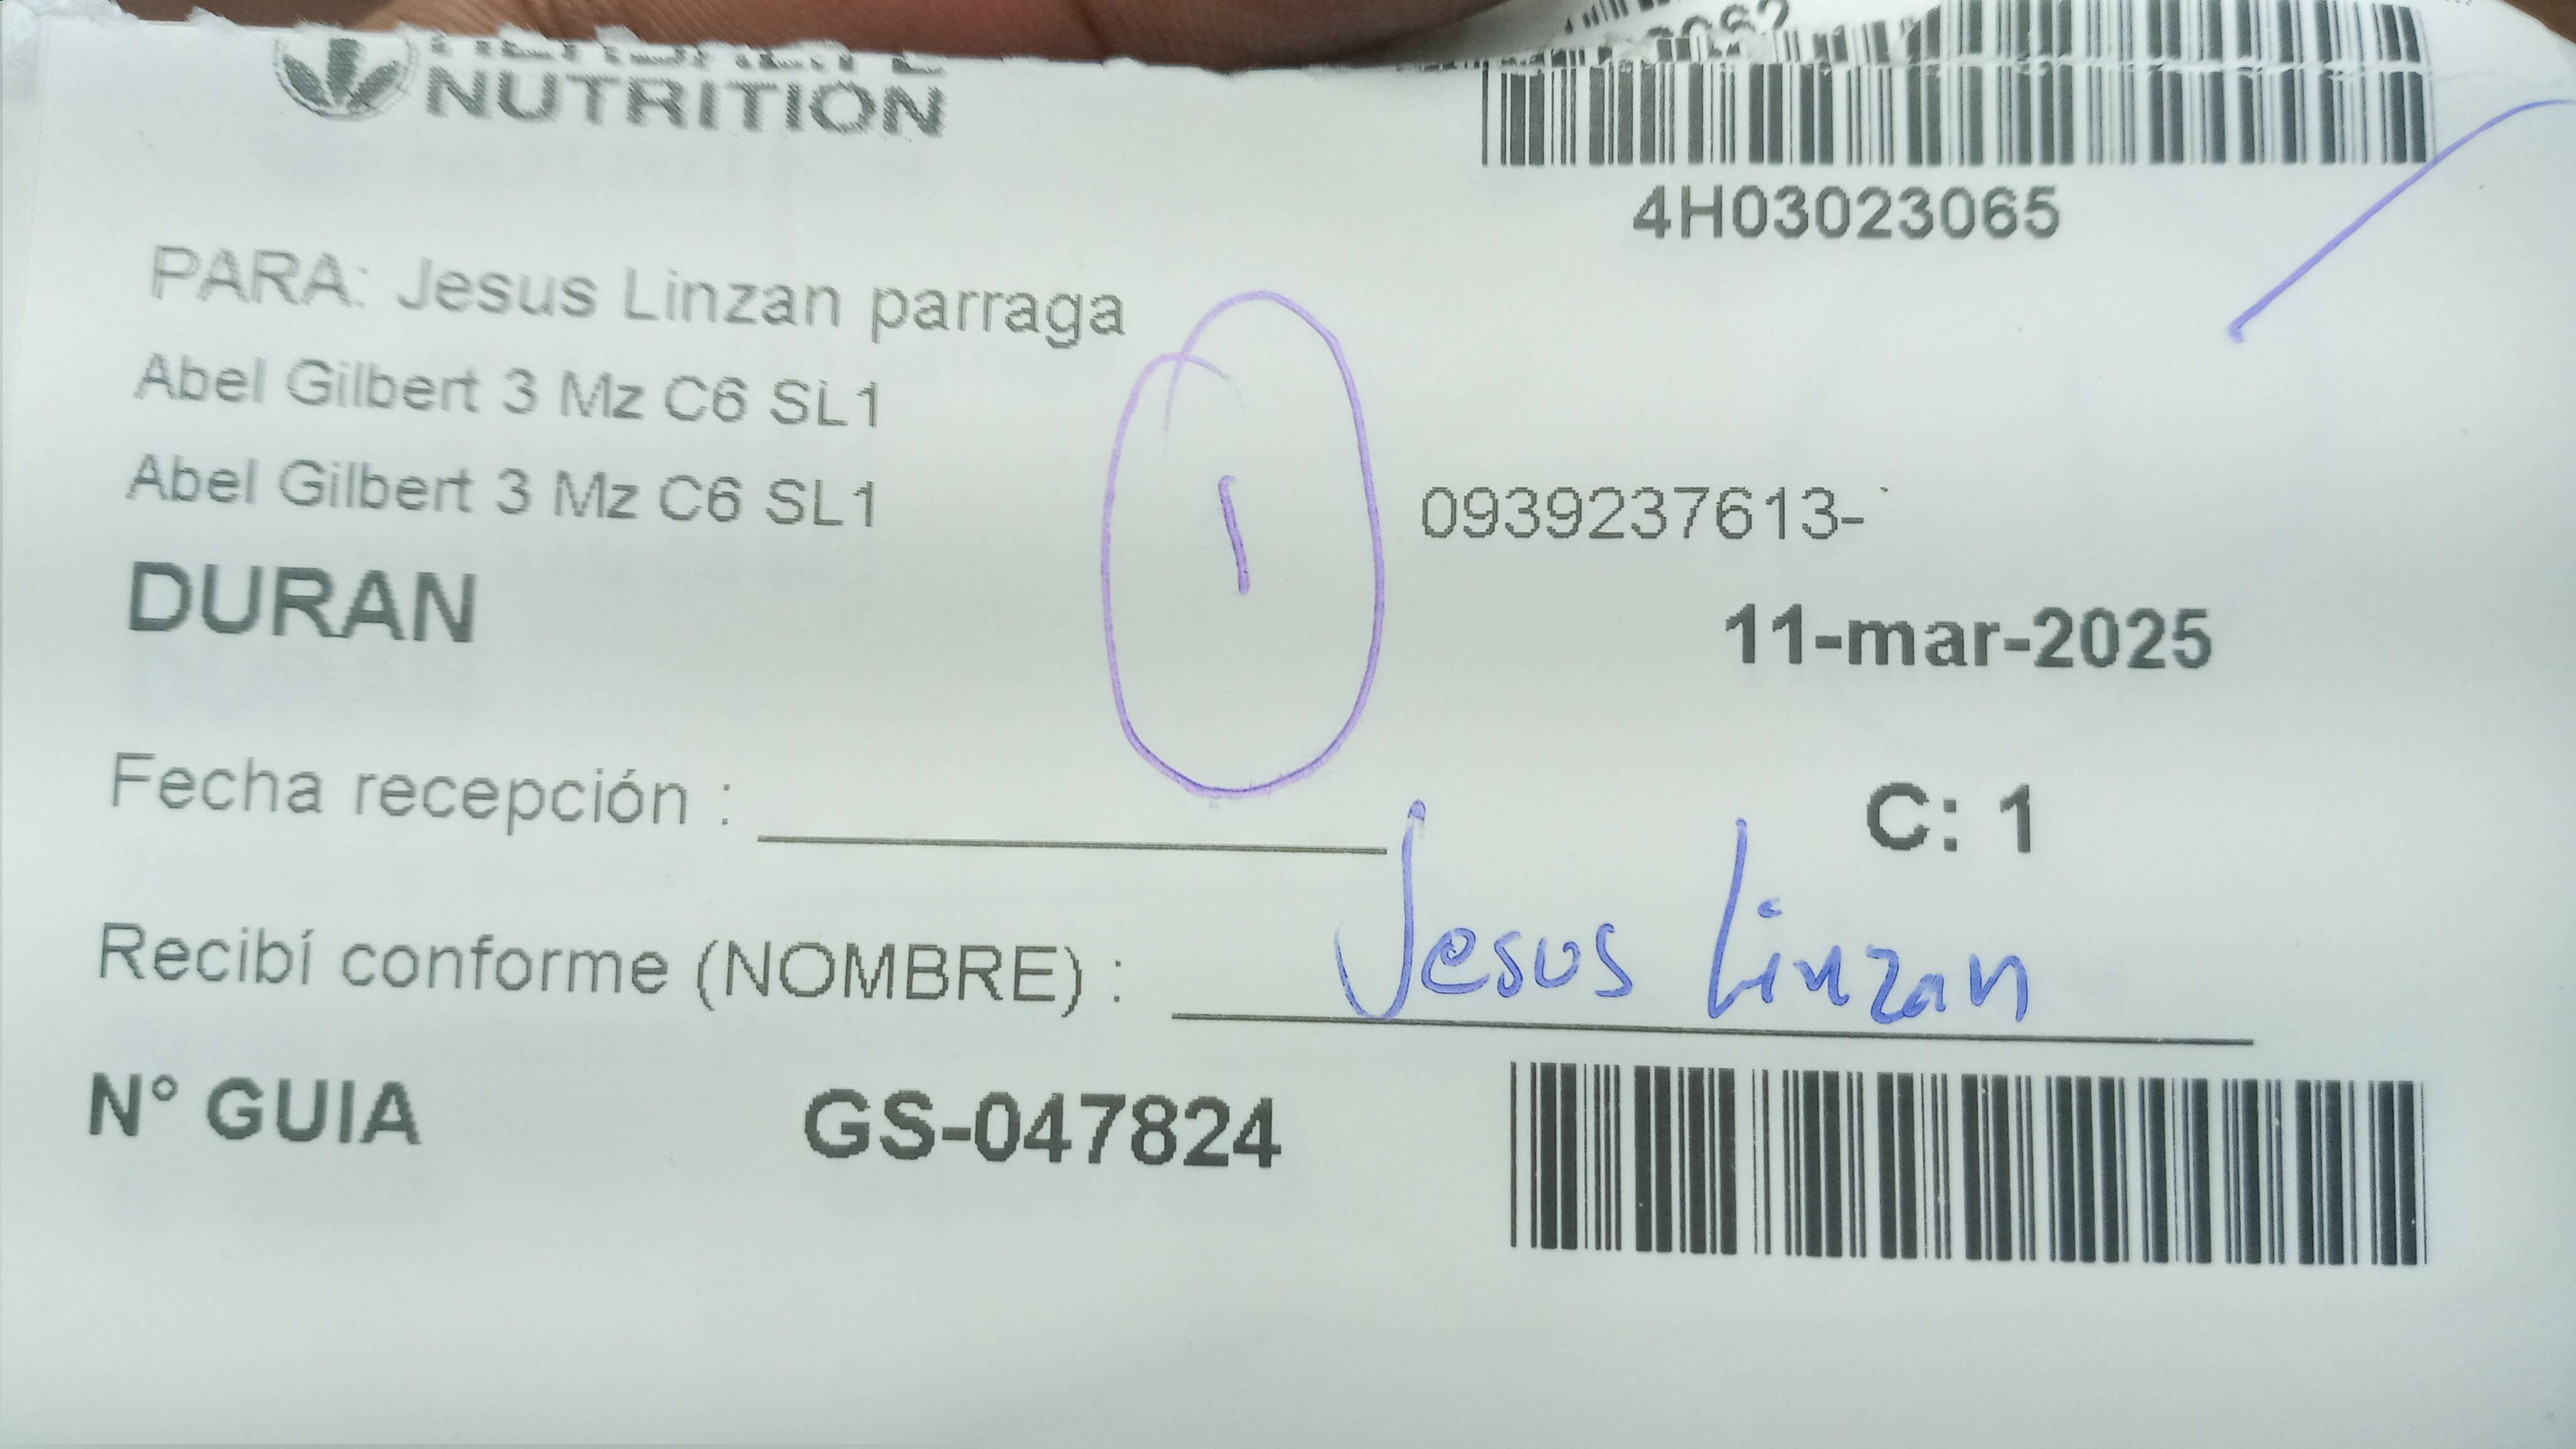 NUTRITION
4H03023065
PARA: Jesus Linzan parraga
Abel Gilbert 3 Mz C6 SL1
Abel Gilbert 3 Mz C6 SL1
1
0939237613-
DURAN
11-mar-2025
Fecha recepción :
C: 1
Recibí conforme (NOMBRE) : Jesus Linzan
N° GUIA GS-047824